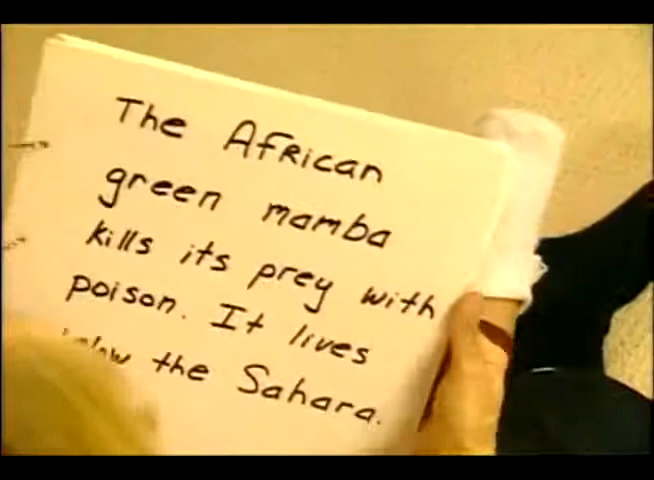 The African
green mamba
kills its prey with
poison. It lives
the Sahara.